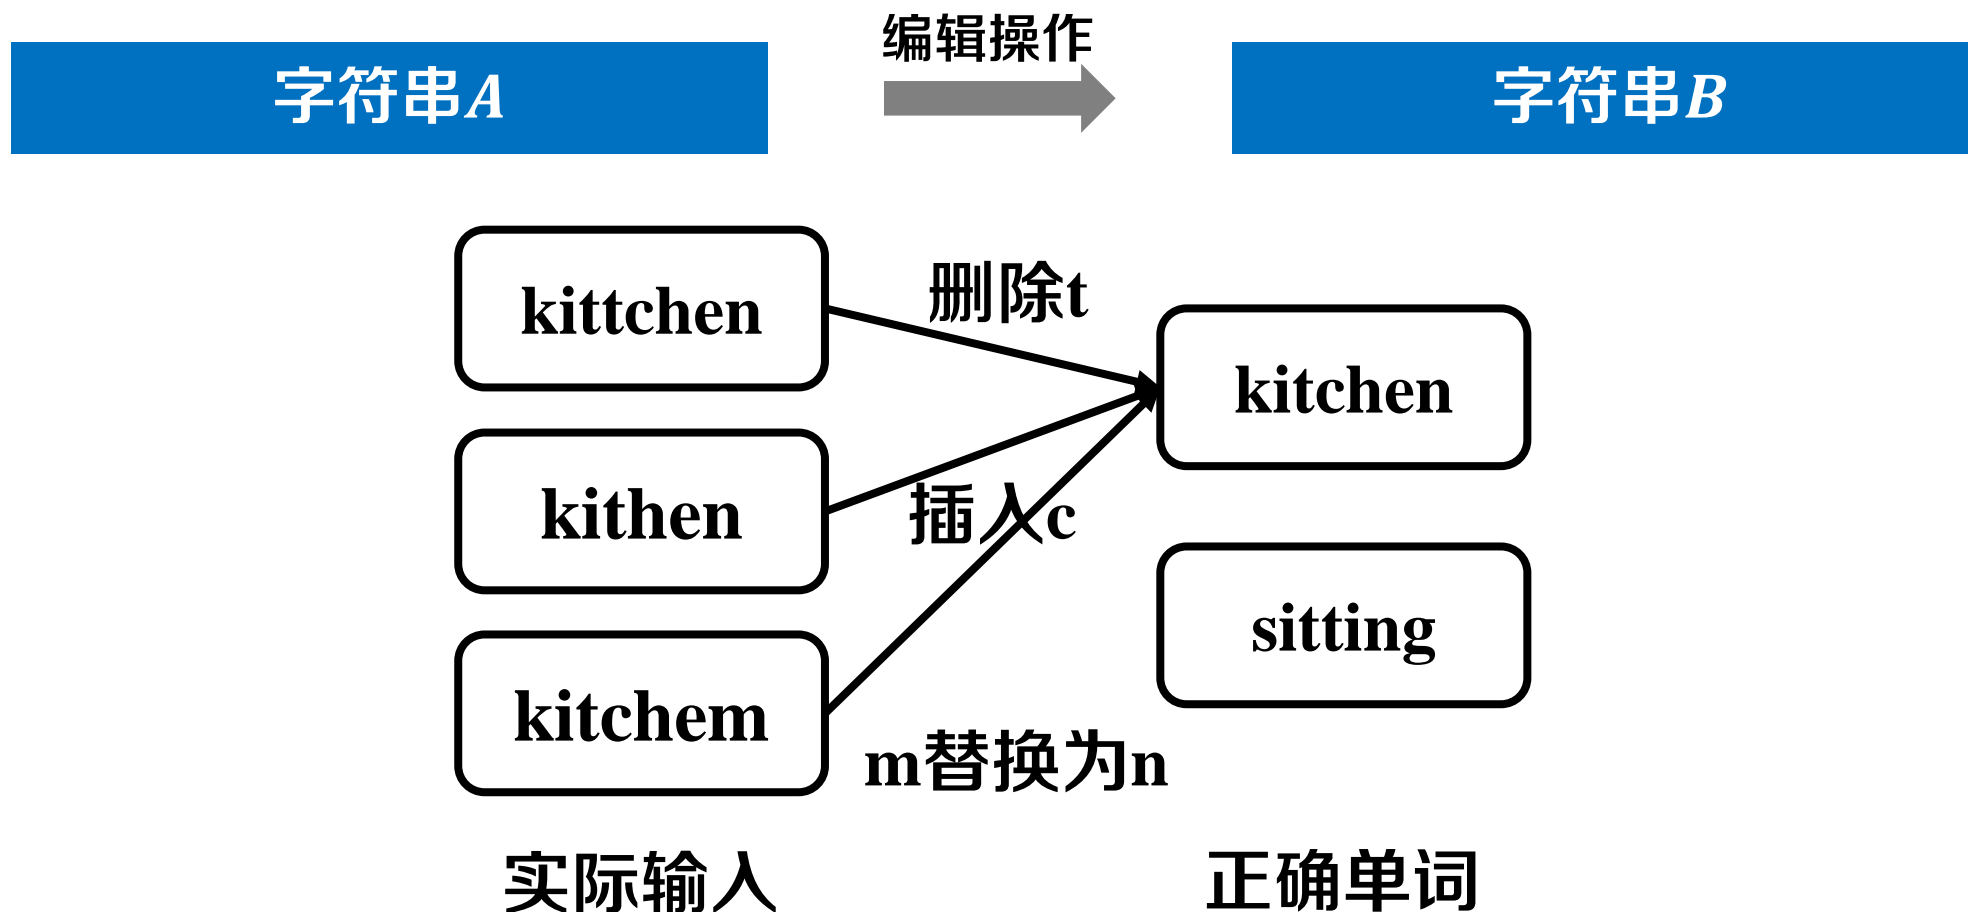 编辑操作
字符串A
字符串B
kittchen
删除t
kitchen
kithen
插入c
sitting
kitchem
m替换为n
实际输入
正确单词